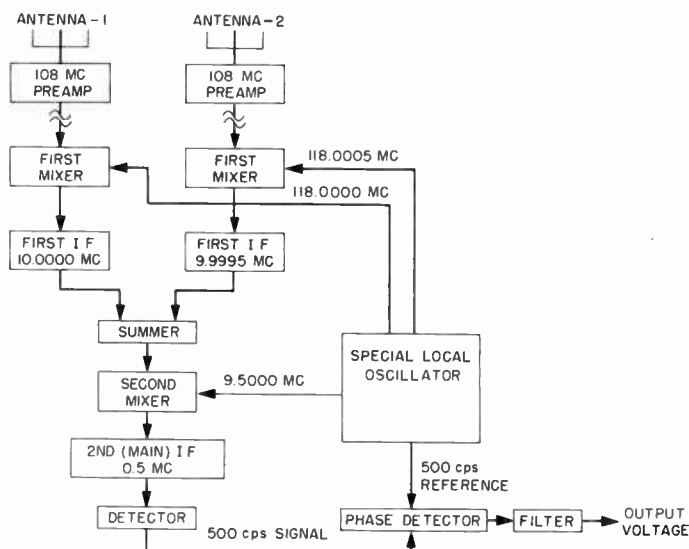 ANTENNA-1
ANTENNA-2
108 MC
PREAMP
108 MC
PREAMP
FIRST
MIXER
FIRST
MIXER
118.0005 MC
118.0000 MC
FIRST I F
10.0000 MC
FIRST I F
9.9995 MC
SUMMER
SPECIAL LOCAL
OSCILLATOR
SECOND
MIXER
9.5000 MC
2ND (MAIN) I F
0.5 MC
500 cps
REFERENCE
DETECTOR
500 cps SIGNAL
PHASE DETECTOR
FILTER
OUTPUT
VOLTAGE